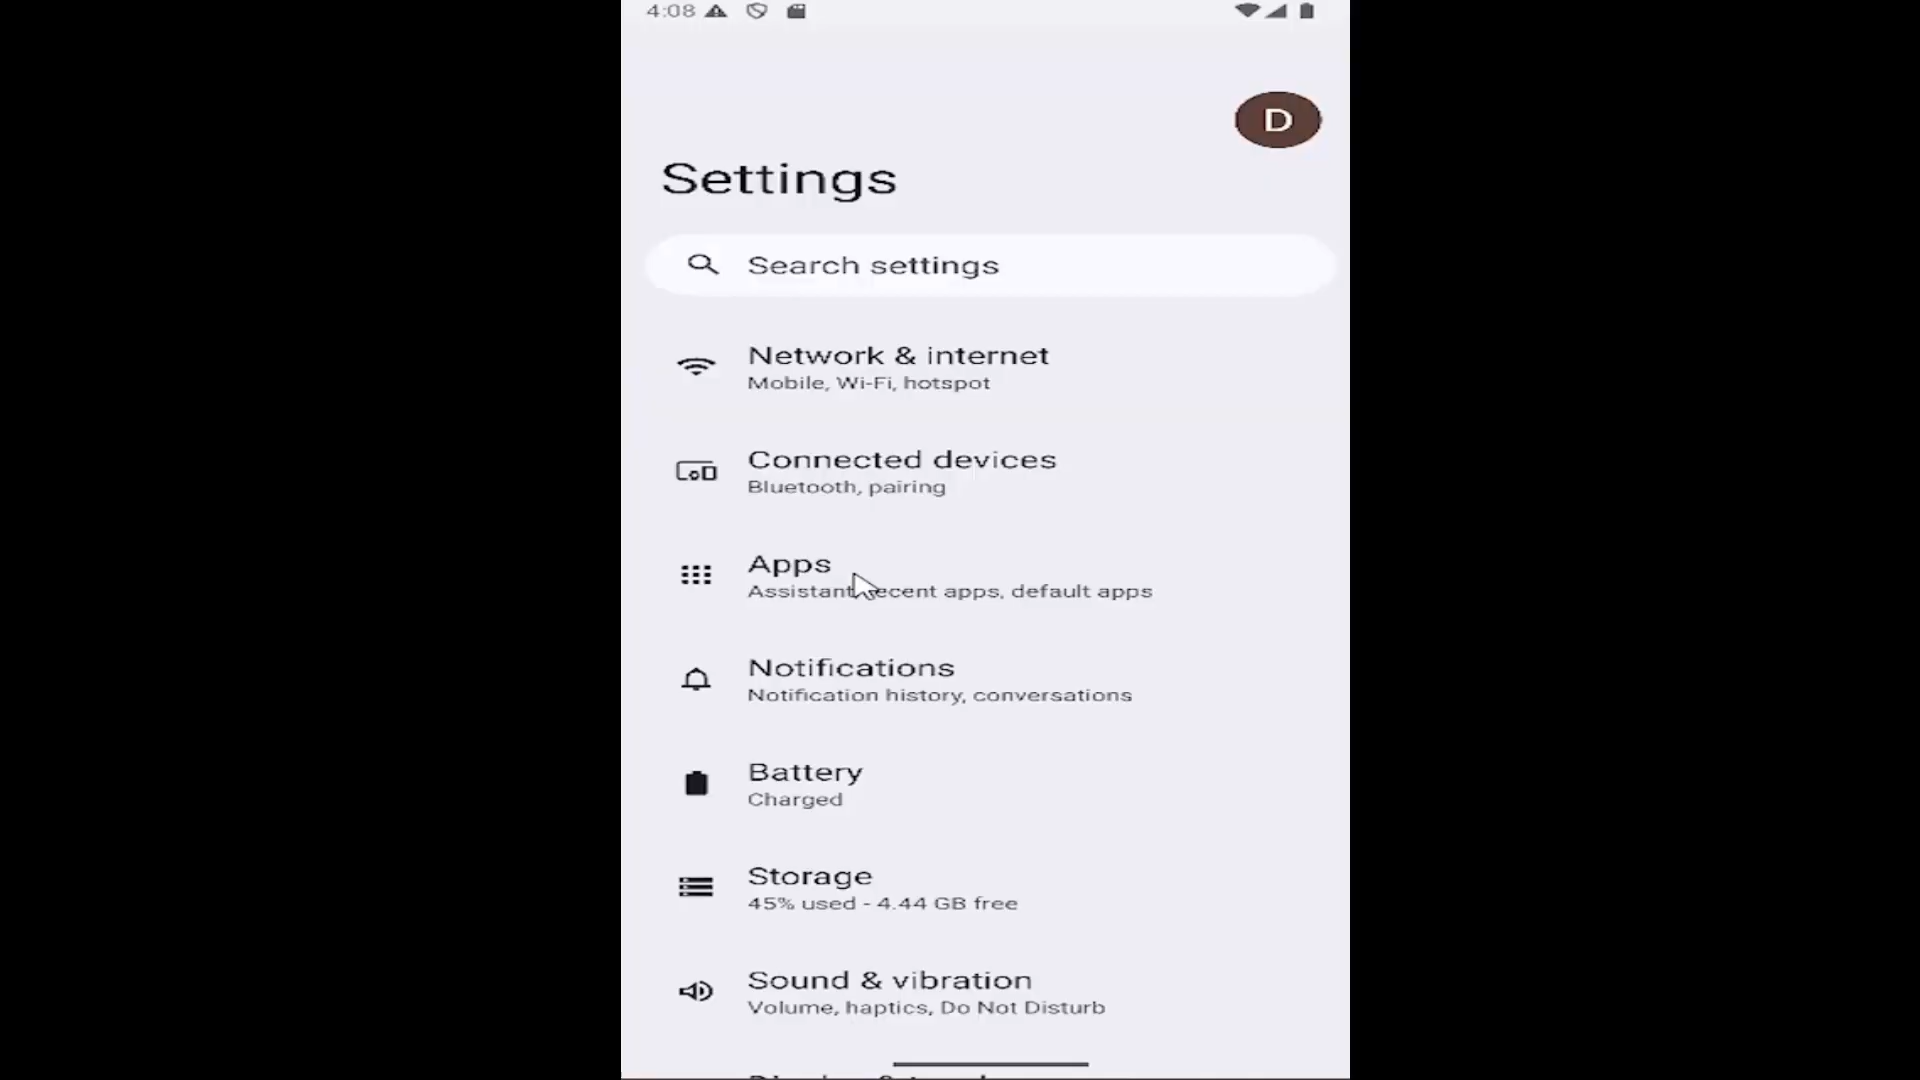 4:08
D
Settings
Search settings
Network & internet
Mobile, Wi-Fi, hotspot
Connected devices
Bluetooth, pairing
Apps
Assistant, recent apps, default apps
Notifications
Notification history, conversations
Battery
Charged
Storage
45% used - 4.44 GB free
Sound & vibration
Volume, haptics, Do Not Disturb